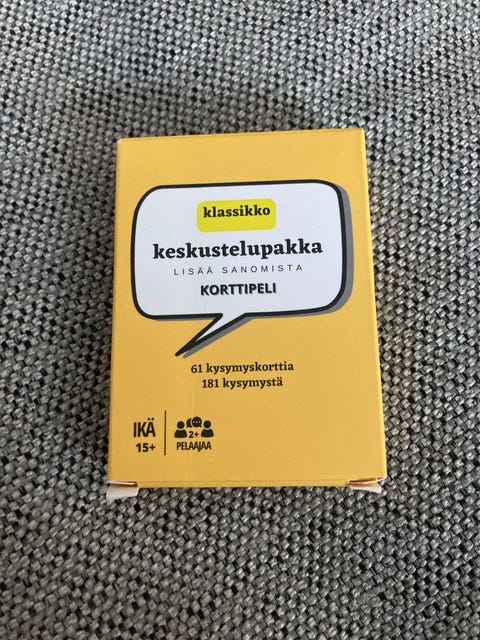 klassikko
keskustelupakka
LISÄÄ SANOMISTA
KORTTIPELI
61 kysymyskorttia
181 kysymystä
IKÄ
15+
2+
PELAAJAA